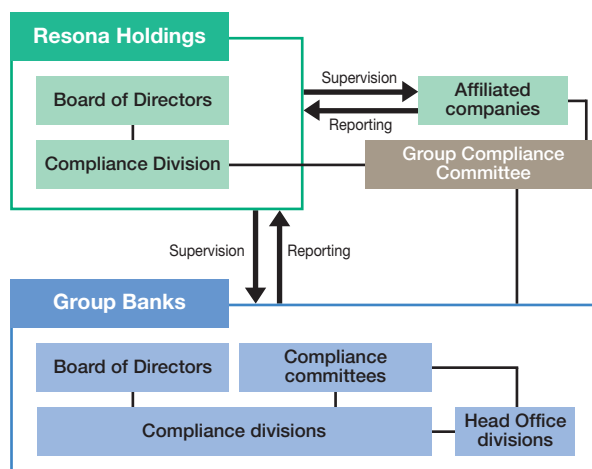 Resona Holdings
Board of Directors
Compliance Division
Supervision
Reporting
Affiliated
companies
Group Compliance
Committee
Supervision
Reporting
Group Banks
Board of Directors
Compliance
committees
Compliance divisions
Head Office
divisions